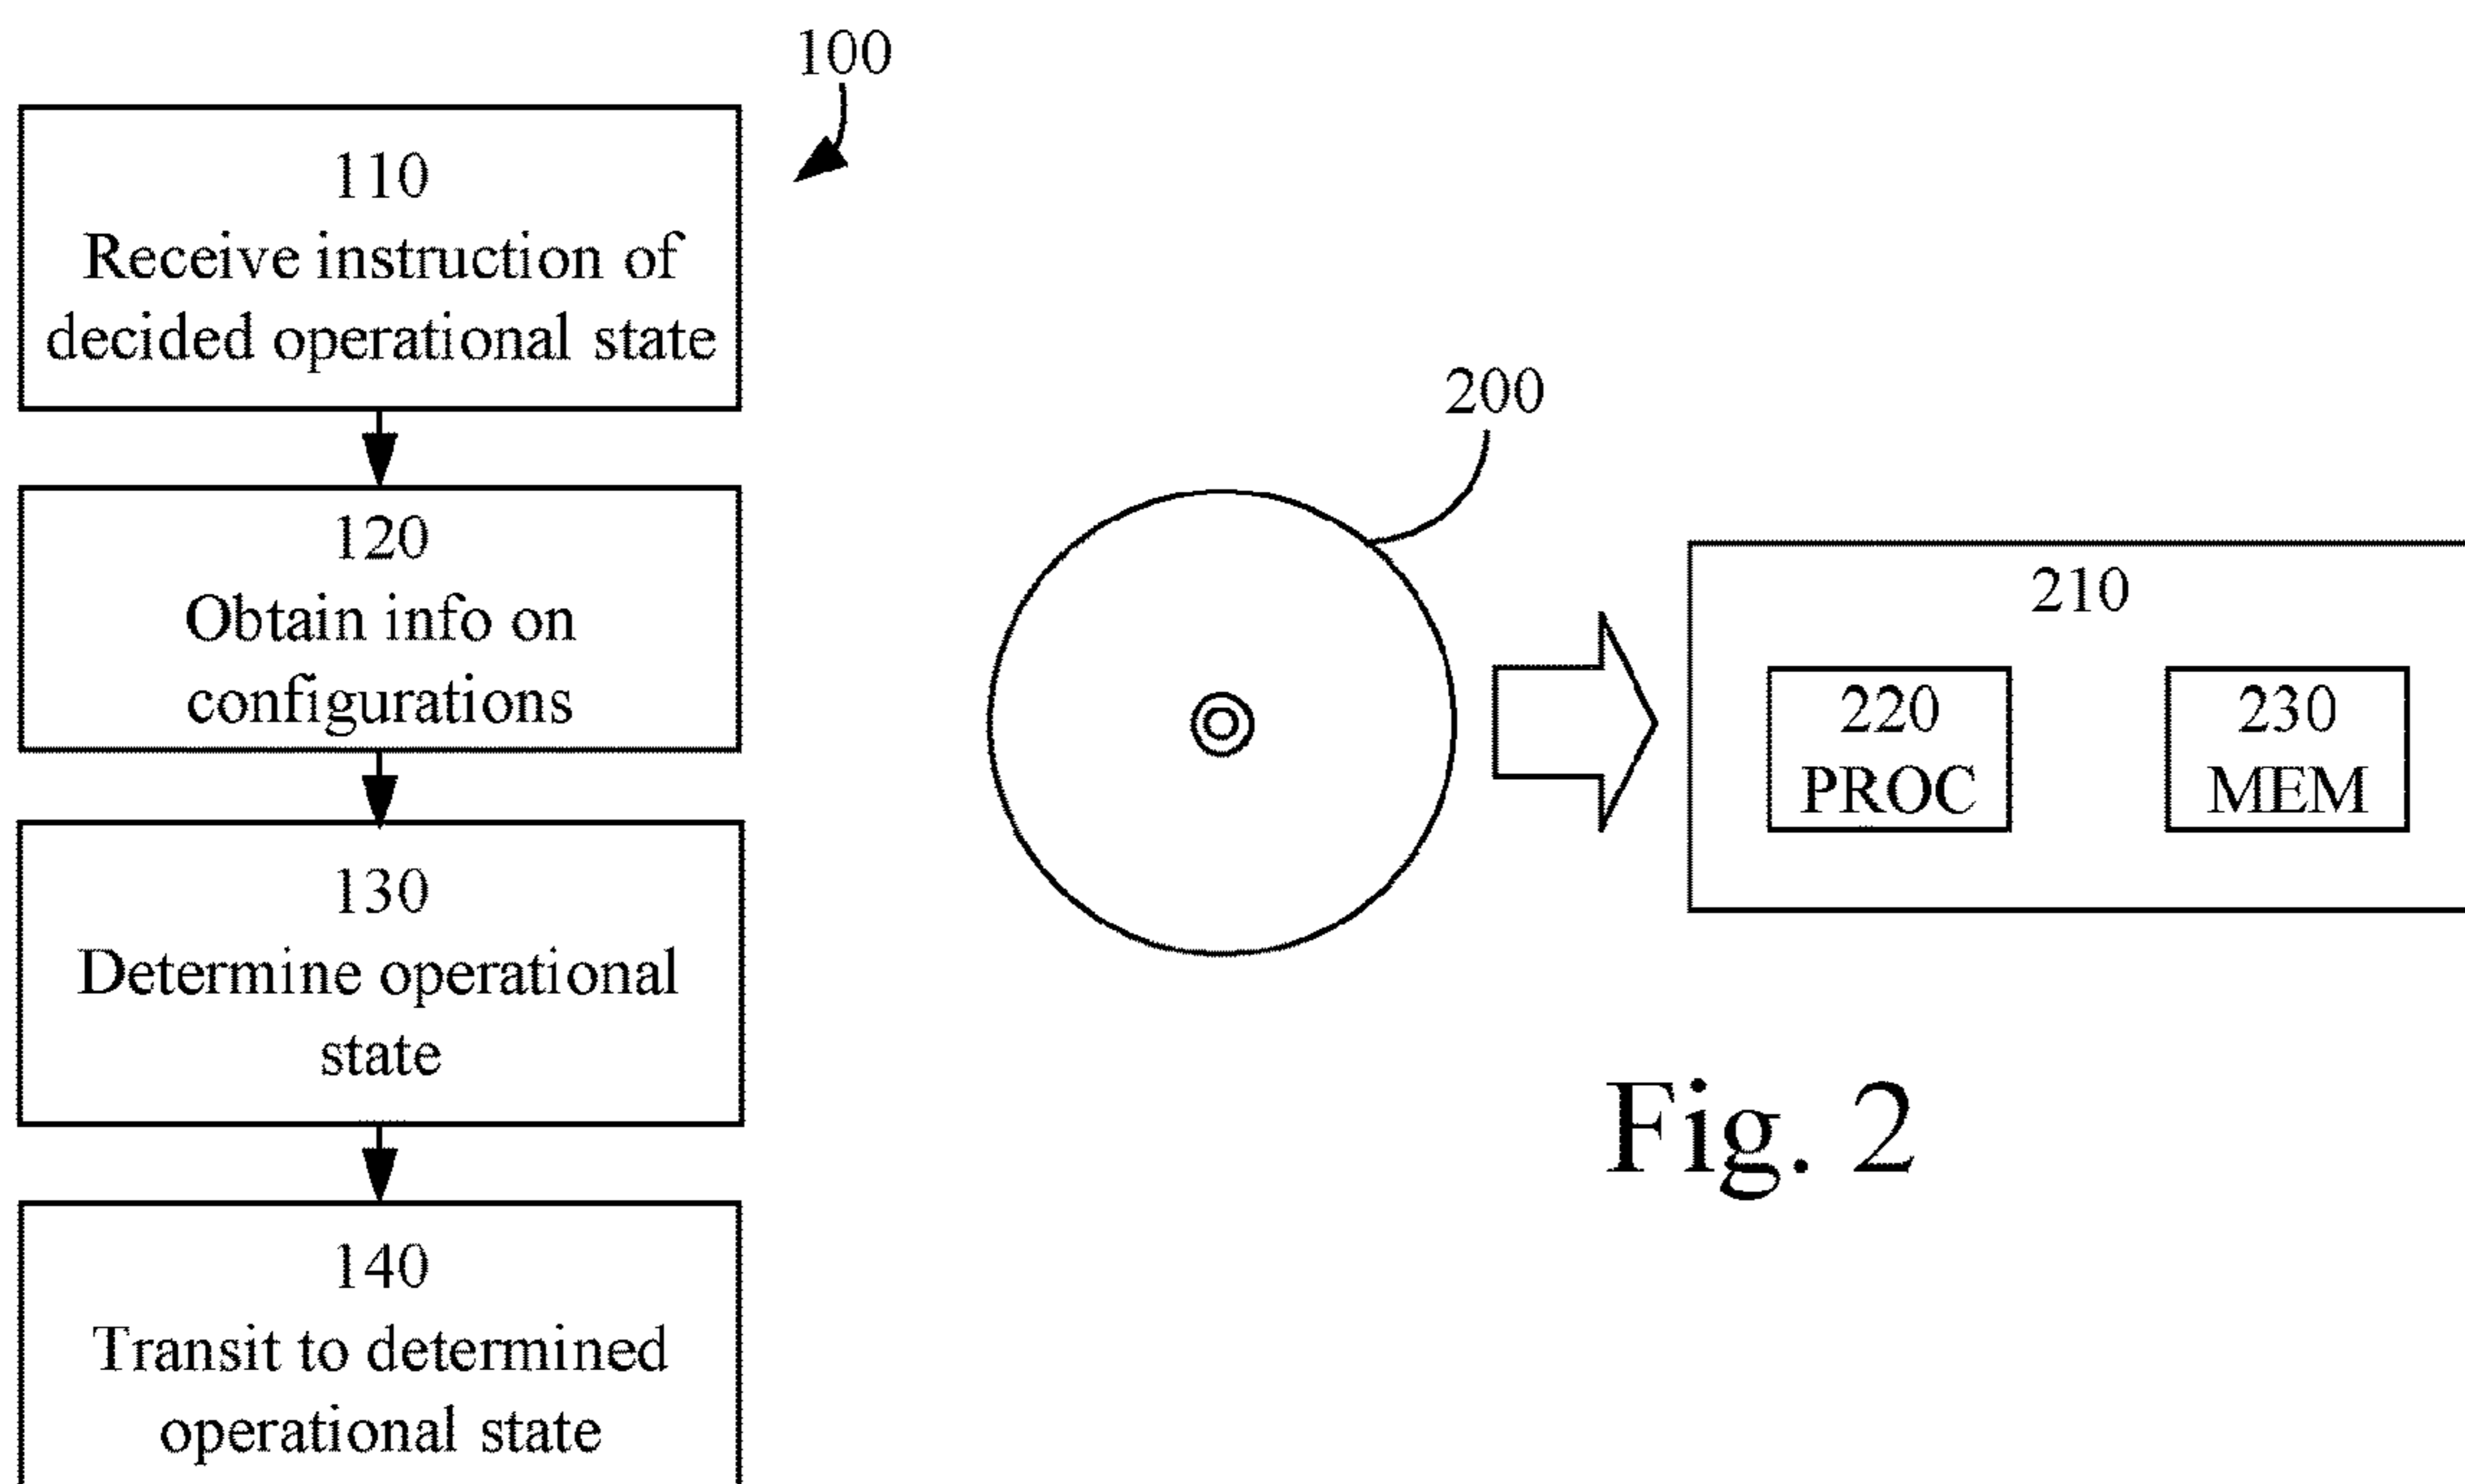 100
110
Receive instruction of
decided operational state
120
Obtain info on
configurations
130
Determine operational
state
140
Transit to determined
operational state
200
210
220
PROC
230
MEM
Fig. 2